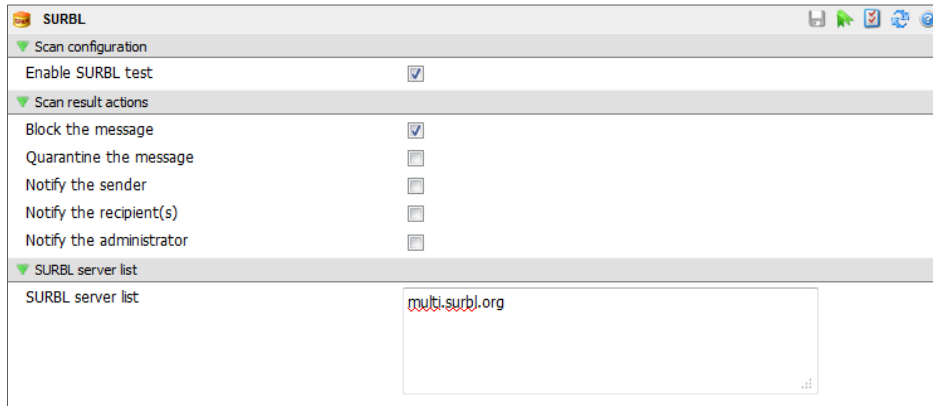 SURBL
Scan configuration
Enable SURBL test
Scan result actions
Block the message
Quarantine the message
Notify the sender
Notify the recipient(s)
Notify the administrator
SURBL server list
SURBL server list
multi.surbl.org